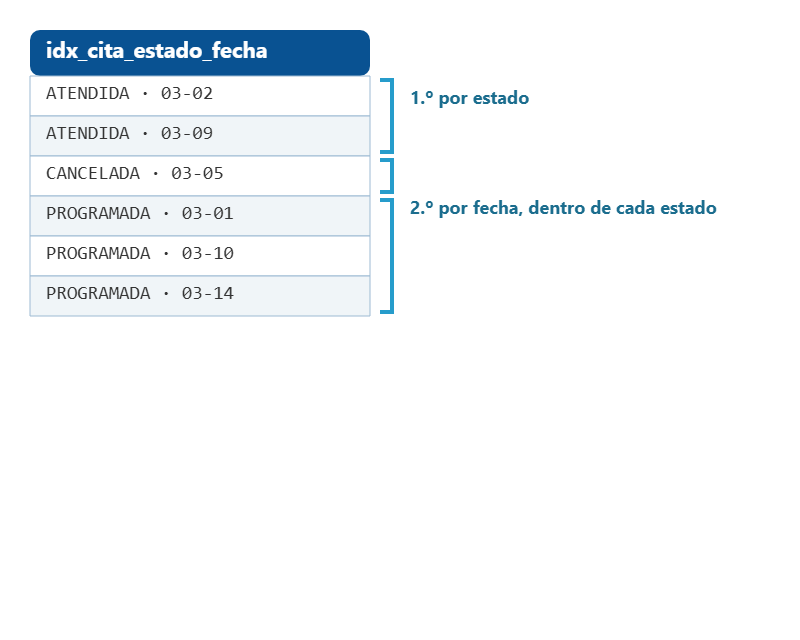 idx_cita_estado_fecha
ATENDIDA · 03-02
1.º por estado
ATENDIDA · 03-09
CANCELADA · 03-05
PROGRAMADA · 03-01
2.º por fecha, dentro de cada estado
PROGRAMADA · 03-10
PROGRAMADA · 03-14